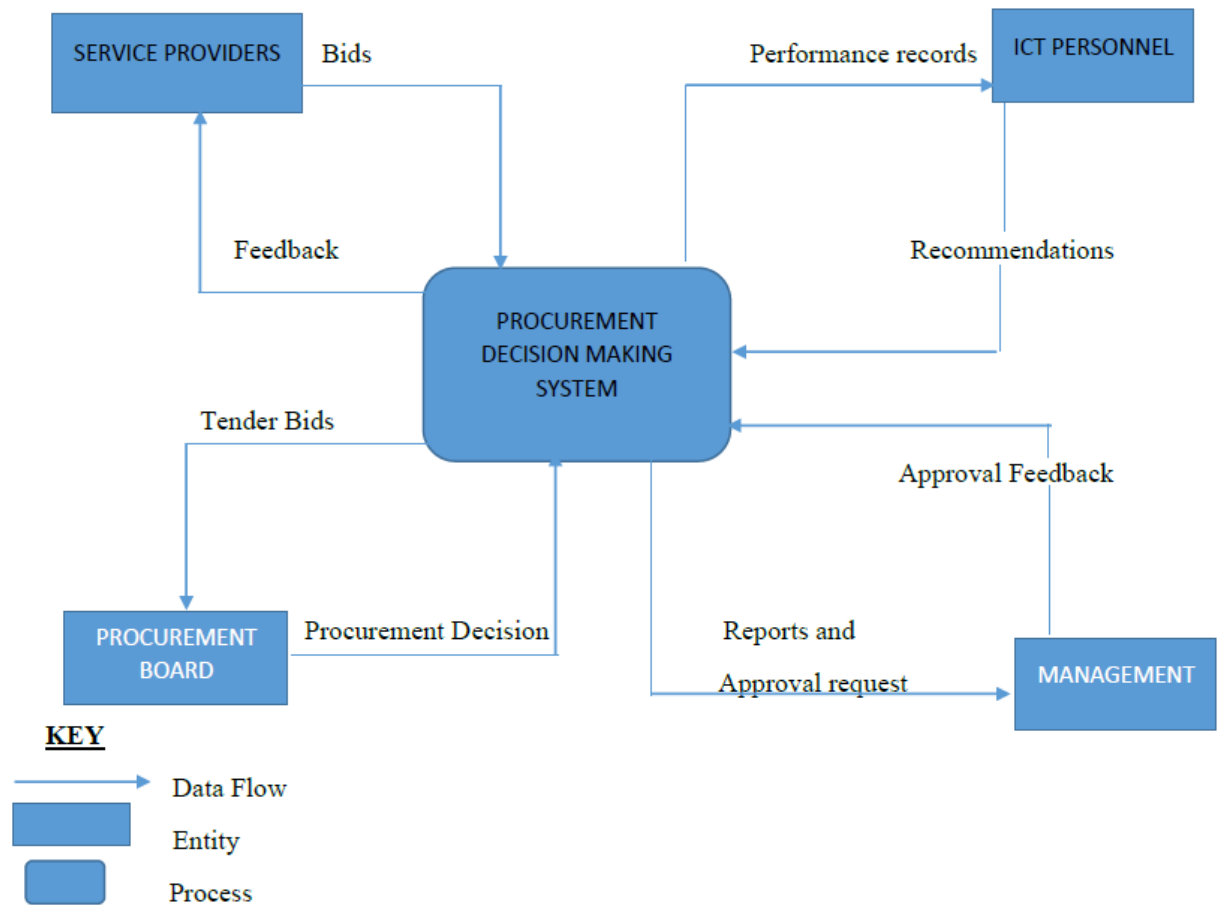 SERVICE PROVIDERS
Bids
Performance records
ICT PERSONNEL
Feedback
Recommendations
PROCUREMENT
DECISION MAKING
SYSTEM
Tender Bids
Approval Feedback
PROCUREMENT
BOARD
Procurement Decision
Reports and
Approval request
MANAGEMENT
KEY
Data Flow
Entity
Process